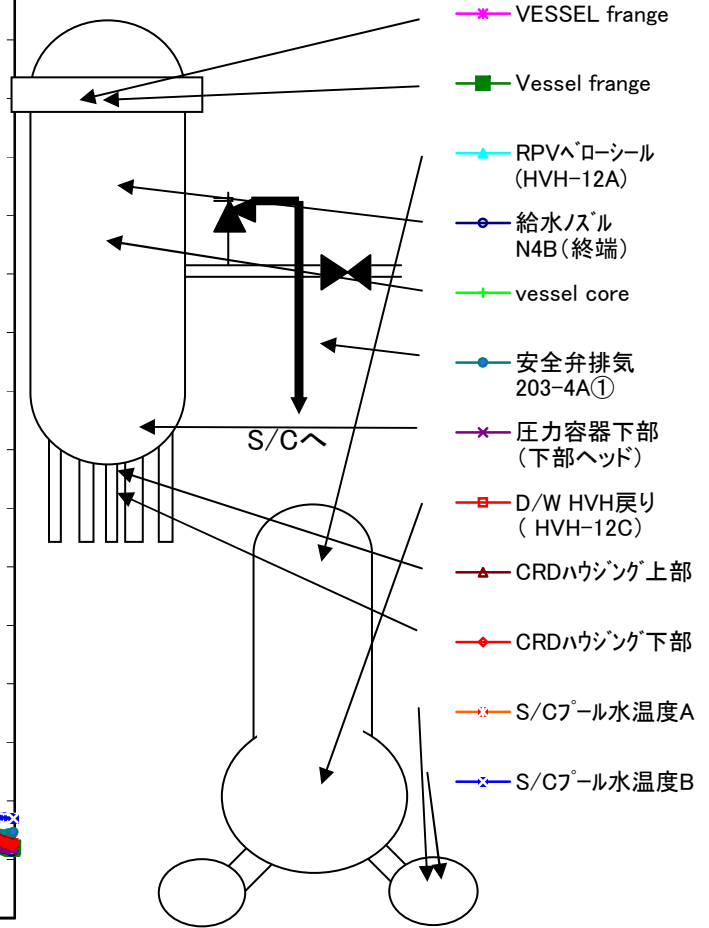 VESSEL frange
Vessel frange
RPVベローシール
(HVH-12A)
給水ノズル
N4B(終端)
vessel core
安全弁排気
203-4A①
圧力容器下部
(下部ヘッド)
D/W HVH戻り
( HVH-12C)
CRDハウジング上部
CRDハウジング下部
S/Cプール水温度A
S/Cプール水温度B
S/Cへ